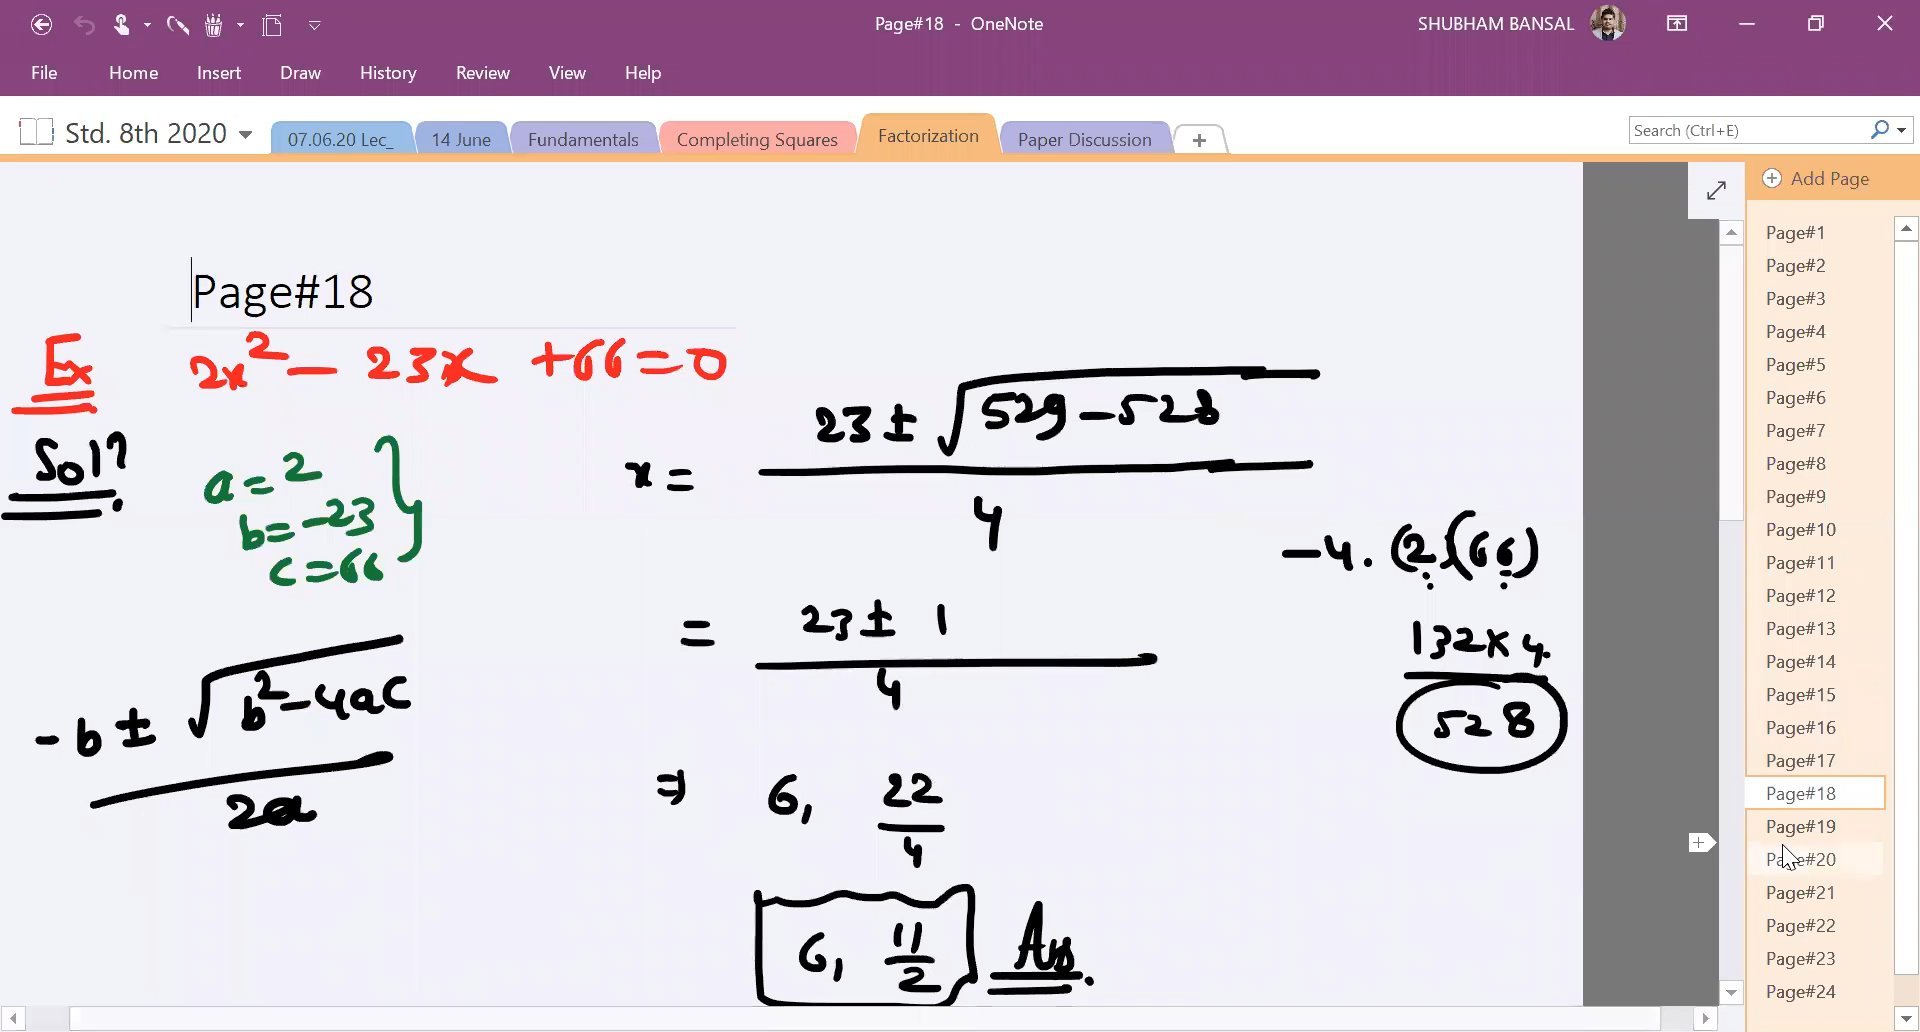 Page#18 - OneNote
SHUBHAM BANSAL
File Home Insert Draw History Review View Help
Std. 8th 2020
07.06.20 Lec_
14 June
Fundamentals
Completing Squares
Factorization
Paper Discussion
+
Search (Ctrl+E)
Page#18
Ex 2x² - 23x + 66 = 0
Solⁿ.
a = 2
b = -23
c = 66
-b ± √(b² - 4ac)
2a
x = 23 ± √(529 - 528)
4
= 23 ± 1
4
⇒ 6, 22/4
6, 11/2 Ans.
-4. (2)(66)
132 × 4
528
Add Page
Page#1
Page#2
Page#3
Page#4
Page#5
Page#6
Page#7
Page#8
Page#9
Page#10
Page#11
Page#12
Page#13
Page#14
Page#15
Page#16
Page#17
Page#18
Page#19
Page#20
Page#21
Page#22
Page#23
Page#24